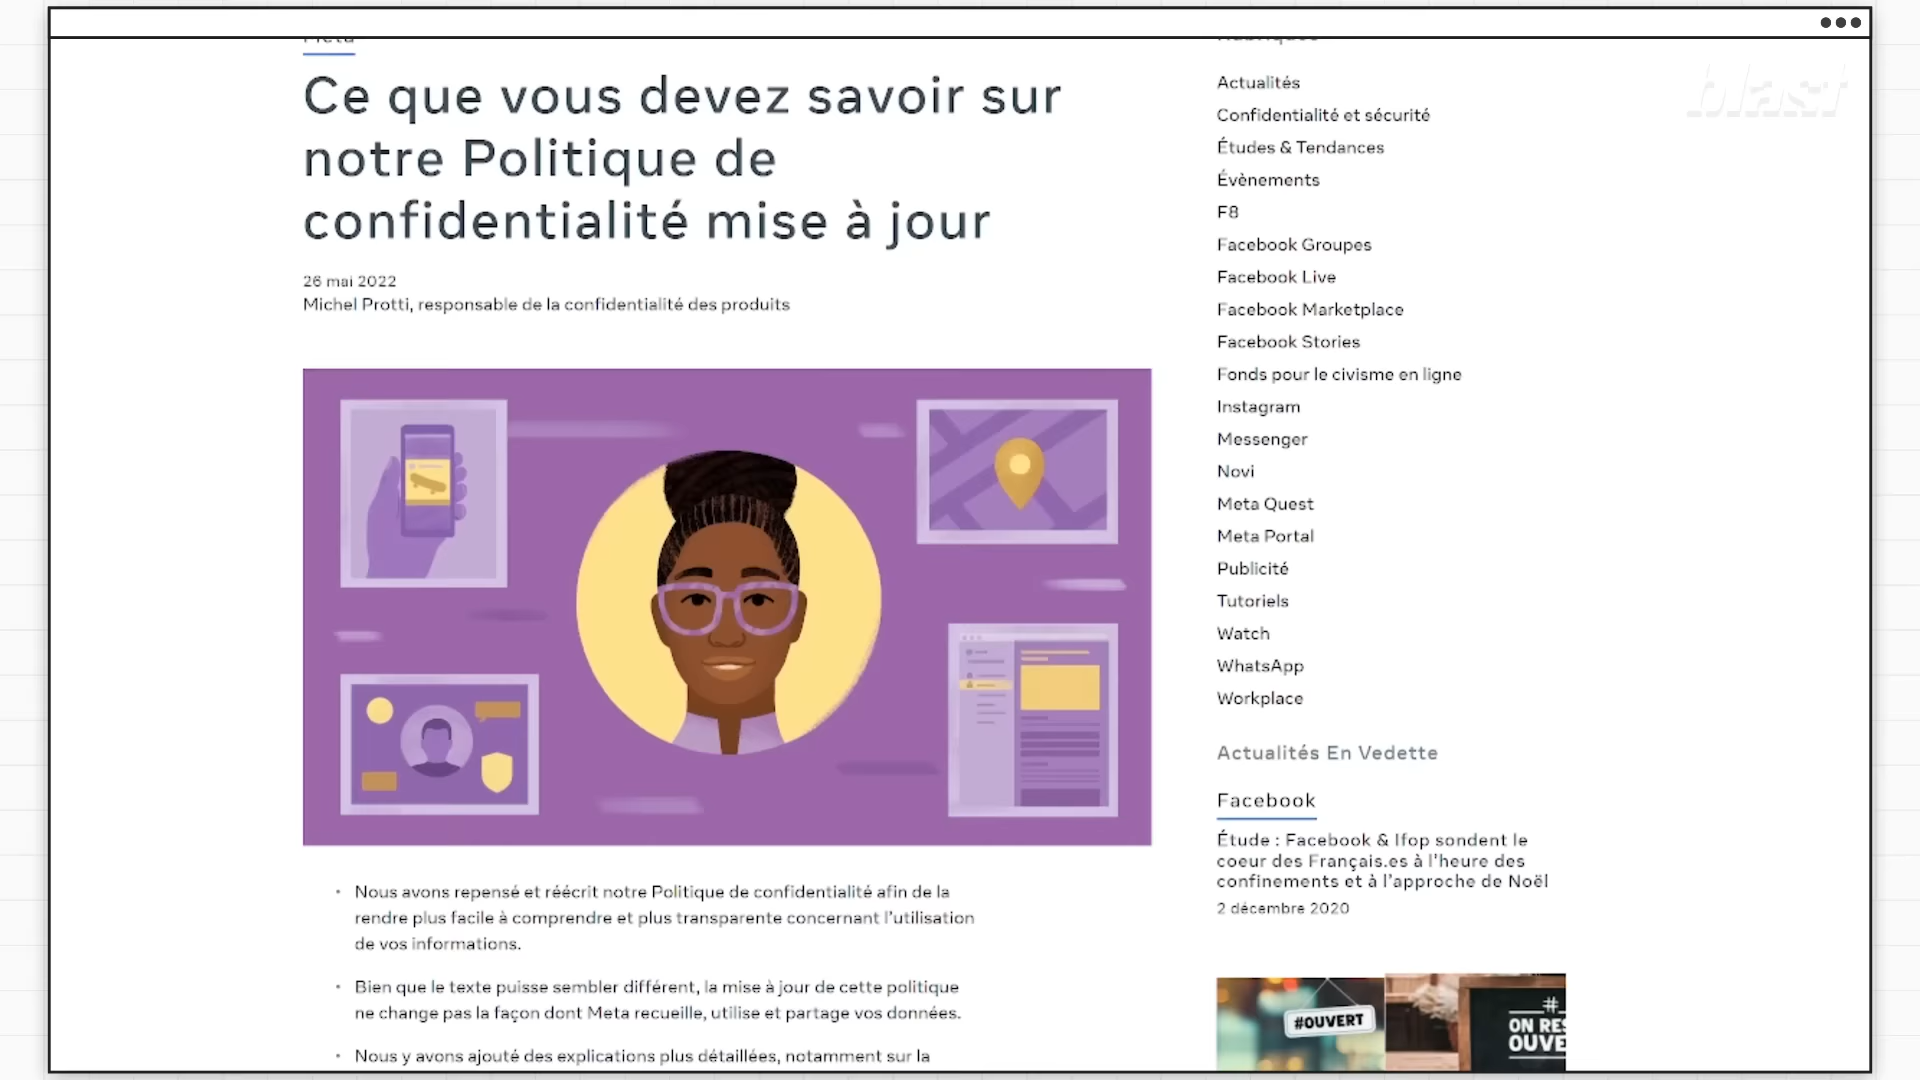 Meta
Ce que vous devez savoir sur
notre Politique de
confidentialité mise à jour
26 mai 2022
Michel Protti, responsable de la confidentialité des produits
Nous avons repensé et réécrit notre Politique de confidentialité afin de la
rendre plus facile à comprendre et plus transparente concernant l'utilisation
de vos informations.
Bien que le texte puisse sembler différent, la mise à jour de cette politique
ne change pas la façon dont Meta recueille, utilise et partage vos données.
Nous y avons ajouté des explications plus détaillées, notamment sur la
Rubriques
Actualités
Confidentialité et sécurité
Études & Tendances
Évènements
F8
Facebook Groupes
Facebook Live
Facebook Marketplace
Facebook Stories
Fonds pour le civisme en ligne
Instagram
Messenger
Novi
Meta Quest
Meta Portal
Publicité
Tutoriels
Watch
WhatsApp
Workplace
Actualités En Vedette
Facebook
Étude : Facebook & Ifop sondent le
coeur des Français.es à l'heure des
confinements et à l'approche de Noël
2 décembre 2020
#OUVERT
#
ON RES
OUVE
blast